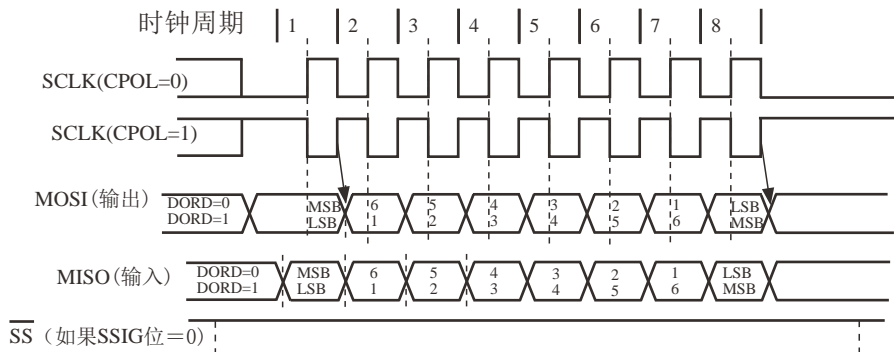 时钟周期 1 2 3 4 5 6 7 8
SCLK(CPOL=0)
SCLK(CPOL=1)
MOSI(输出) DORD=0 MSB 6 5 4 3 2 1 LSB
DORD=1 LSB 1 2 3 4 5 6 MSB
MISO(输入) DORD=0 MSB 6 5 4 3 2 1 LSB
DORD=1 LSB 1 2 3 4 5 6 MSB
SS(如果SSIG位=0)